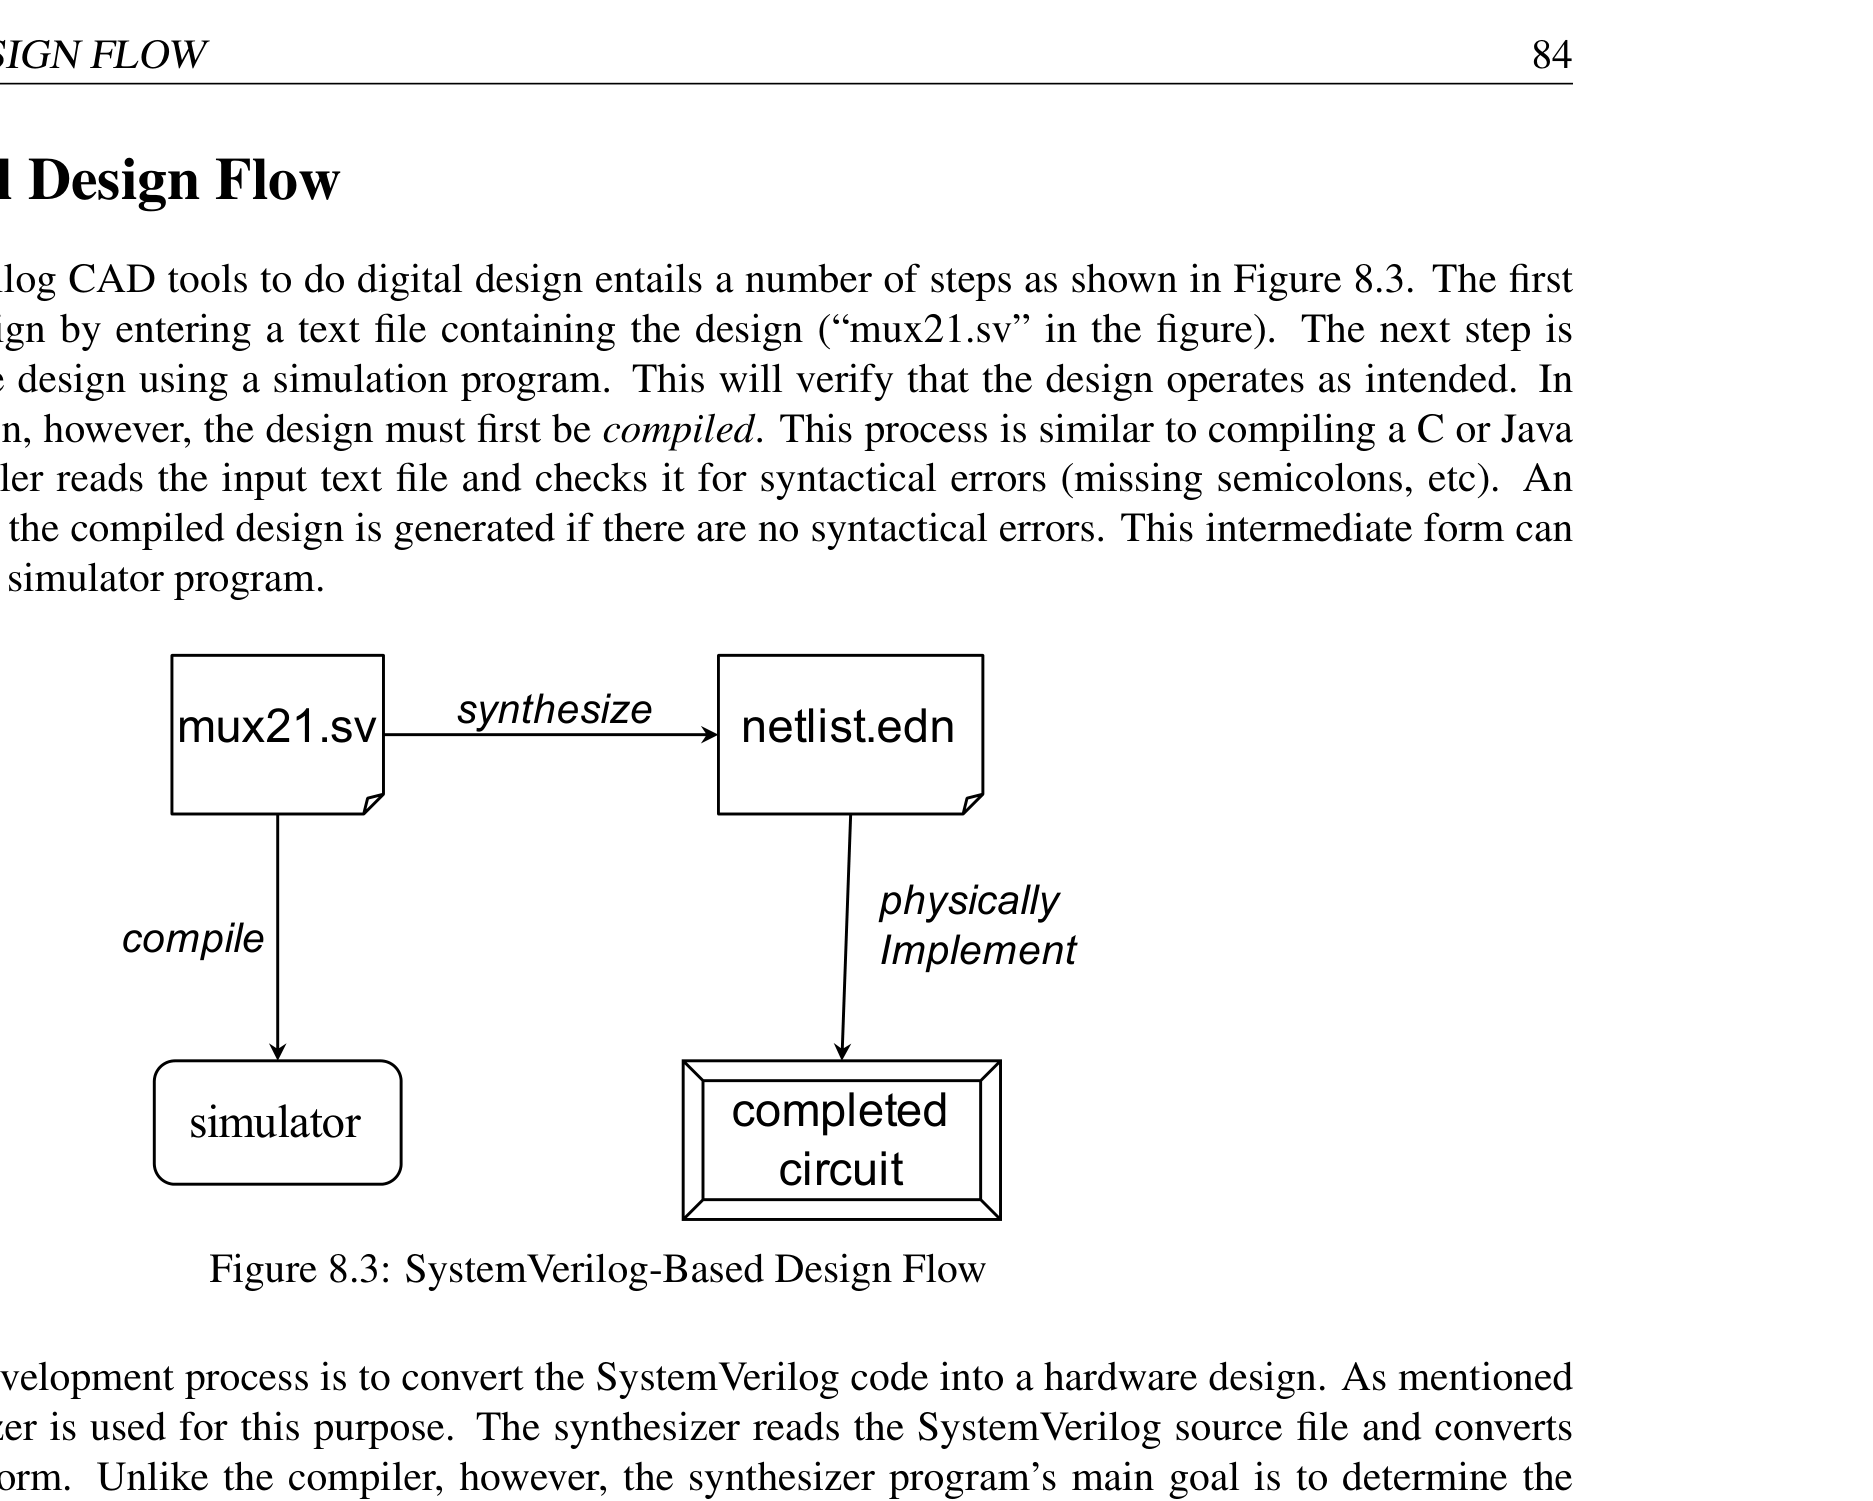 SIGN FLOW 84
l Design Flow
ilog CAD tools to do digital design entails a number of steps as shown in Figure 8.3. The first
ign by entering a text file containing the design (“mux21.sv” in the figure). The next step is
e design using a simulation program. This will verify that the design operates as intended. In
n, however, the design must first be compiled. This process is similar to compiling a C or Java
ler reads the input text file and checks it for syntactical errors (missing semicolons, etc). An
the compiled design is generated if there are no syntactical errors. This intermediate form can
simulator program.
mux21.sv synthesize netlist.edn
compile physically
Implement
simulator completed
circuit
Figure 8.3: SystemVerilog-Based Design Flow
velopment process is to convert the SystemVerilog code into a hardware design. As mentioned
zer is used for this purpose. The synthesizer reads the SystemVerilog source file and converts
orm. Unlike the compiler, however, the synthesizer program’s main goal is to determine the